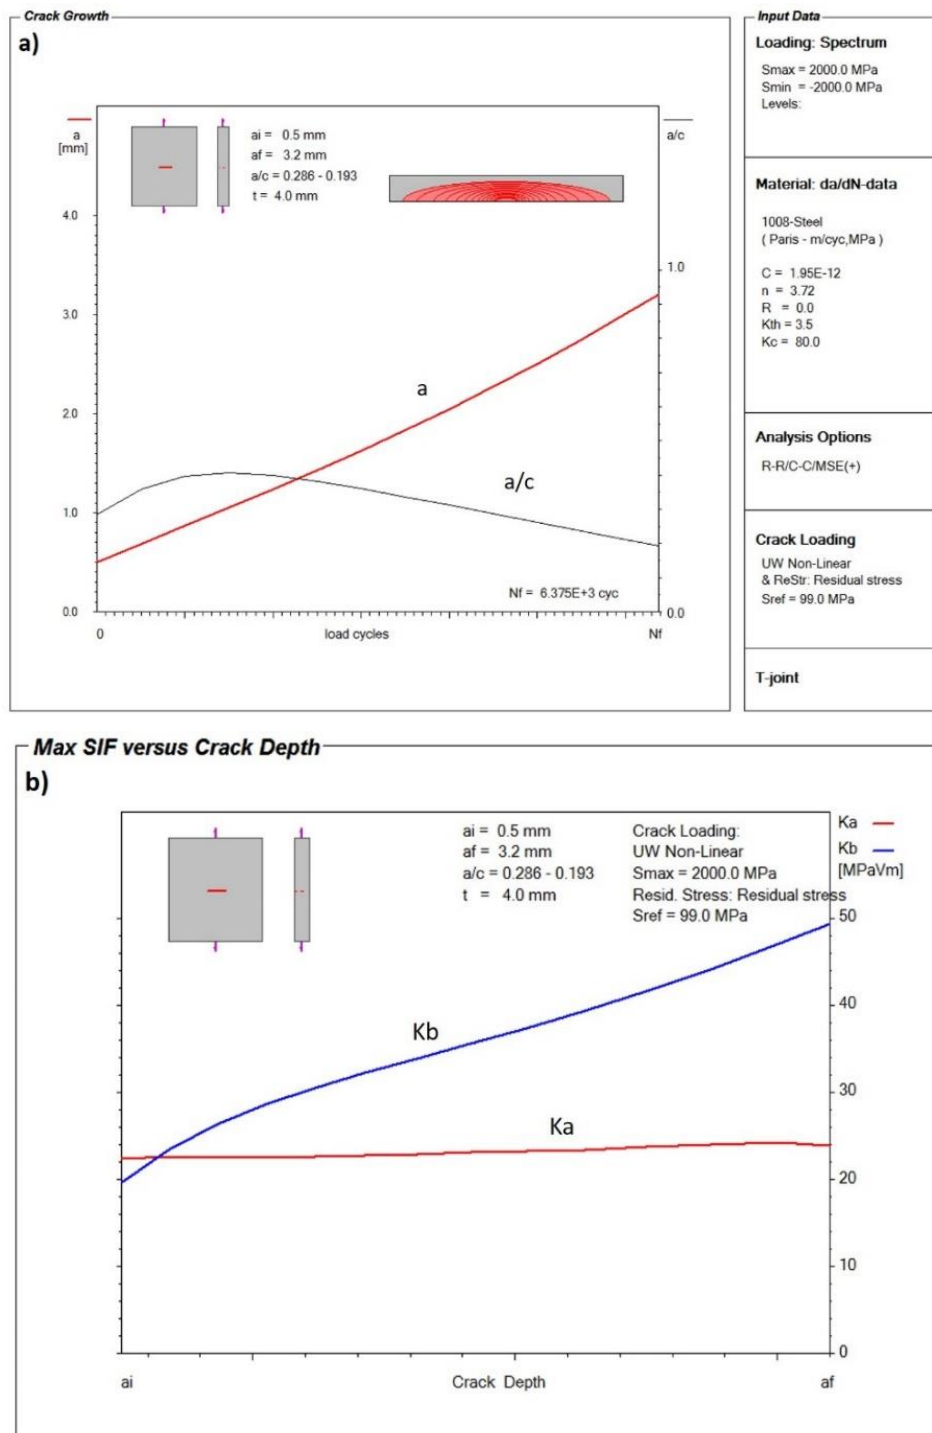 Crack Growth
a)
a
[mm]
ai = 0.5 mm
af = 3.2 mm
a/c = 0.286 - 0.193
t = 4.0 mm
a/c
4.0
3.0
2.0
1.0
0.0
1.0
0.0
a
a/c
Nf = 6.375E+3 cyc
0
load cycles
Nf
Input Data
Loading: Spectrum
Smax = 2000.0 MPa
Smin = -2000.0 MPa
Levels:
Material: da/dN-data
1008-Steel
( Paris - m/cyc,MPa )
C = 1.95E-12
n = 3.72
R = 0.0
Kth = 3.5
Kc = 80.0
Analysis Options
R-R/C-C/MSE(+)
Crack Loading
UW Non-Linear
& ReStr: Residual stress
Sref = 99.0 MPa
T-joint
Max SIF versus Crack Depth
b)
ai = 0.5 mm
af = 3.2 mm
a/c = 0.286 - 0.193
t = 4.0 mm
Crack Loading:
UW Non-Linear
Smax = 2000.0 MPa
Resid. Stress: Residual stress
Sref = 99.0 MPa
Ka
Kb
[MPaVm]
50
40
30
20
10
0
Kb
Ka
ai
Crack Depth
af